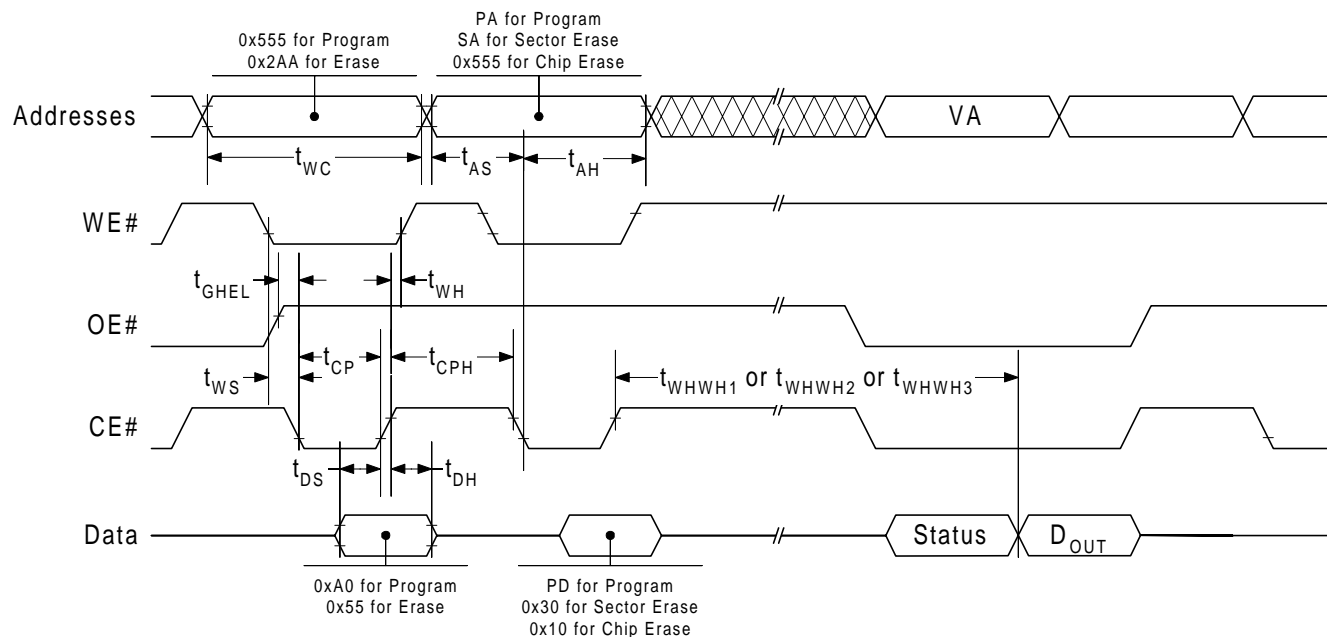 0x555 for Program
0x2AA for Erase
PA for Program
SA for Sector Erase
0x555 for Chip Erase
Addresses
VA
tWC
tAS
tAH
WE#
tGHEL
tWH
OE#
tCP
tCPH
tWS
tWHWH1 or tWHWH2 or tWHWH3
CE#
tDS
tDH
Data
Status
DOUT
0xA0 for Program
0x55 for Erase
PD for Program
0x30 for Sector Erase
0x10 for Chip Erase